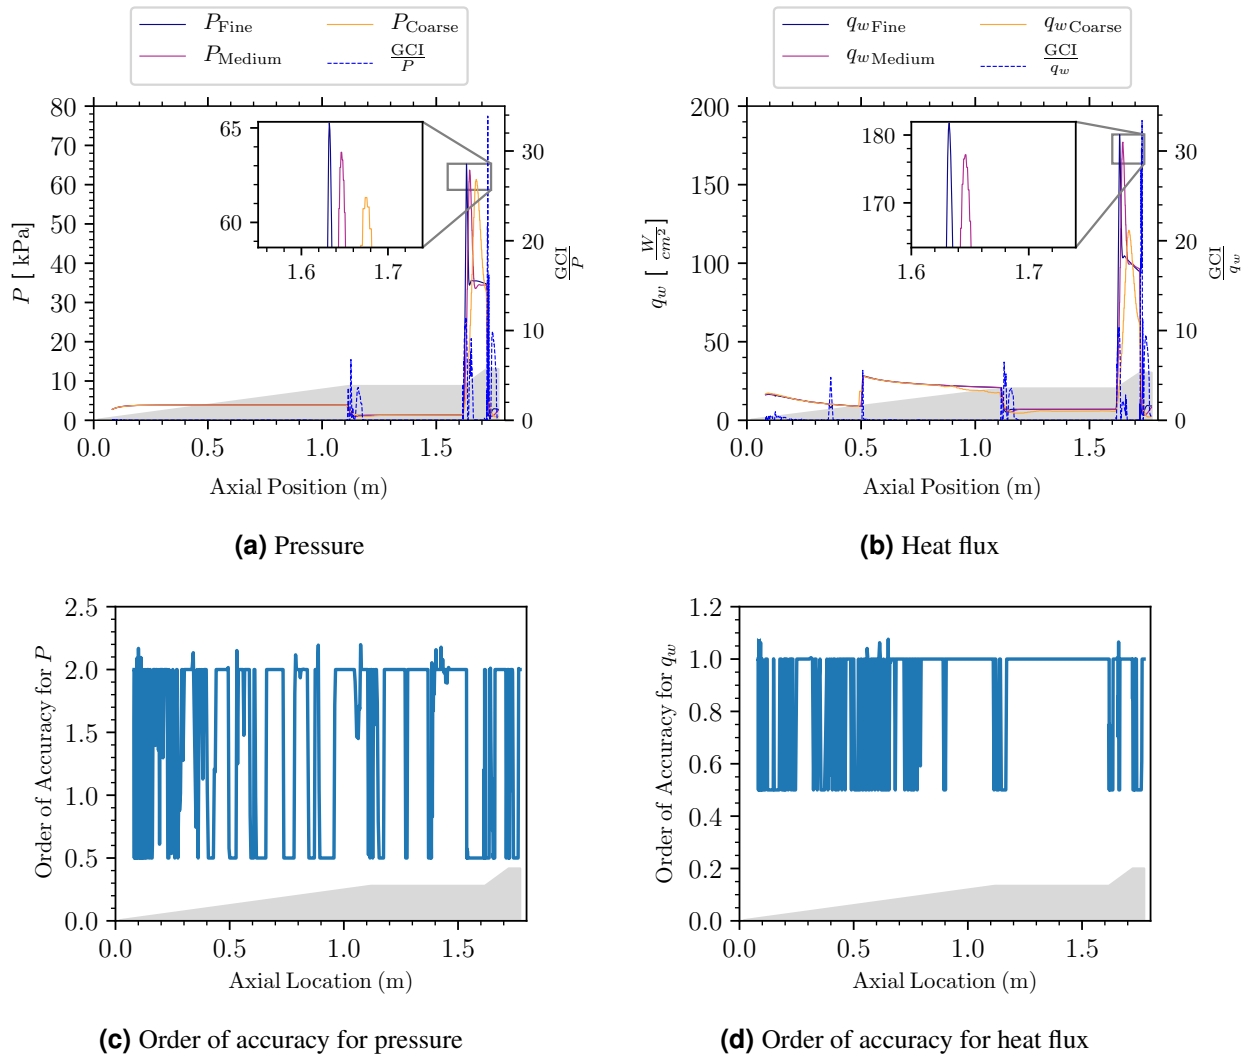 P_Fine P_Coarse
P_Medium GCI/P
q_w Fine q_w Coarse
q_w Medium GCI/q_w
80
70
60
50
40
30
20
10
0
P [ kPa]
65
60
1.6 1.7
30
20
10
0
GCI/P
0.0 0.5 1.0 1.5
Axial Position (m)
(a) Pressure
200
150
100
50
0
q_w [ W/cm² ]
180
170
1.6 1.7
30
20
10
0
GCI/q_w
0.0 0.5 1.0 1.5
Axial Position (m)
(b) Heat flux
2.5
2.0
1.5
1.0
0.5
0.0
Order of Accuracy for P
0.0 0.5 1.0 1.5
Axial Location (m)
(c) Order of accuracy for pressure
1.2
1.0
0.8
0.6
0.4
0.2
0.0
Order of Accuracy for q_w
0.0 0.5 1.0 1.5
Axial Location (m)
(d) Order of accuracy for heat flux